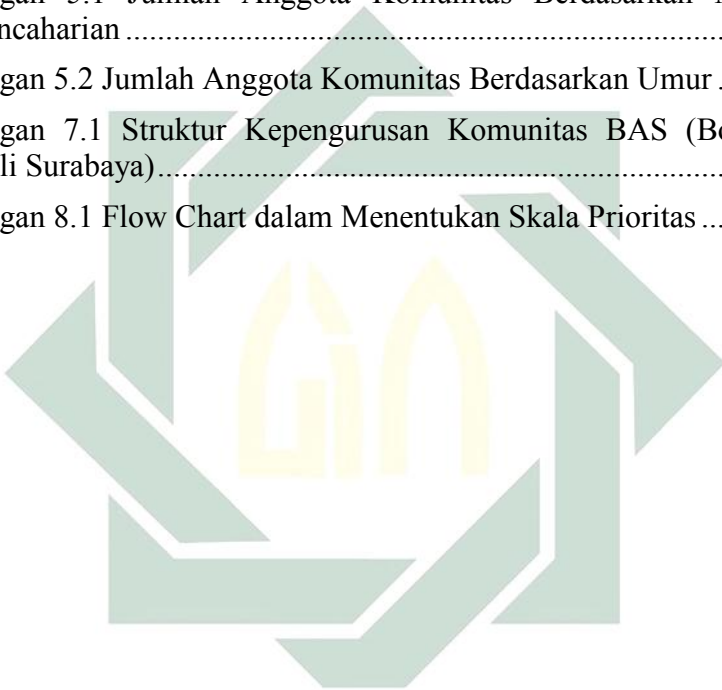 gan 5.1 Jumlah Anggota Komunitas Berdasarkan
ncaharian
gan 5.2 Jumlah Anggota Komunitas Berdasarkan Umur
gan 7.1 Struktur Kepengurusan Komunitas BAS (Bo
li Surabaya)
gan 8.1 Flow Chart dalam Menentukan Skala Prioritas
uin